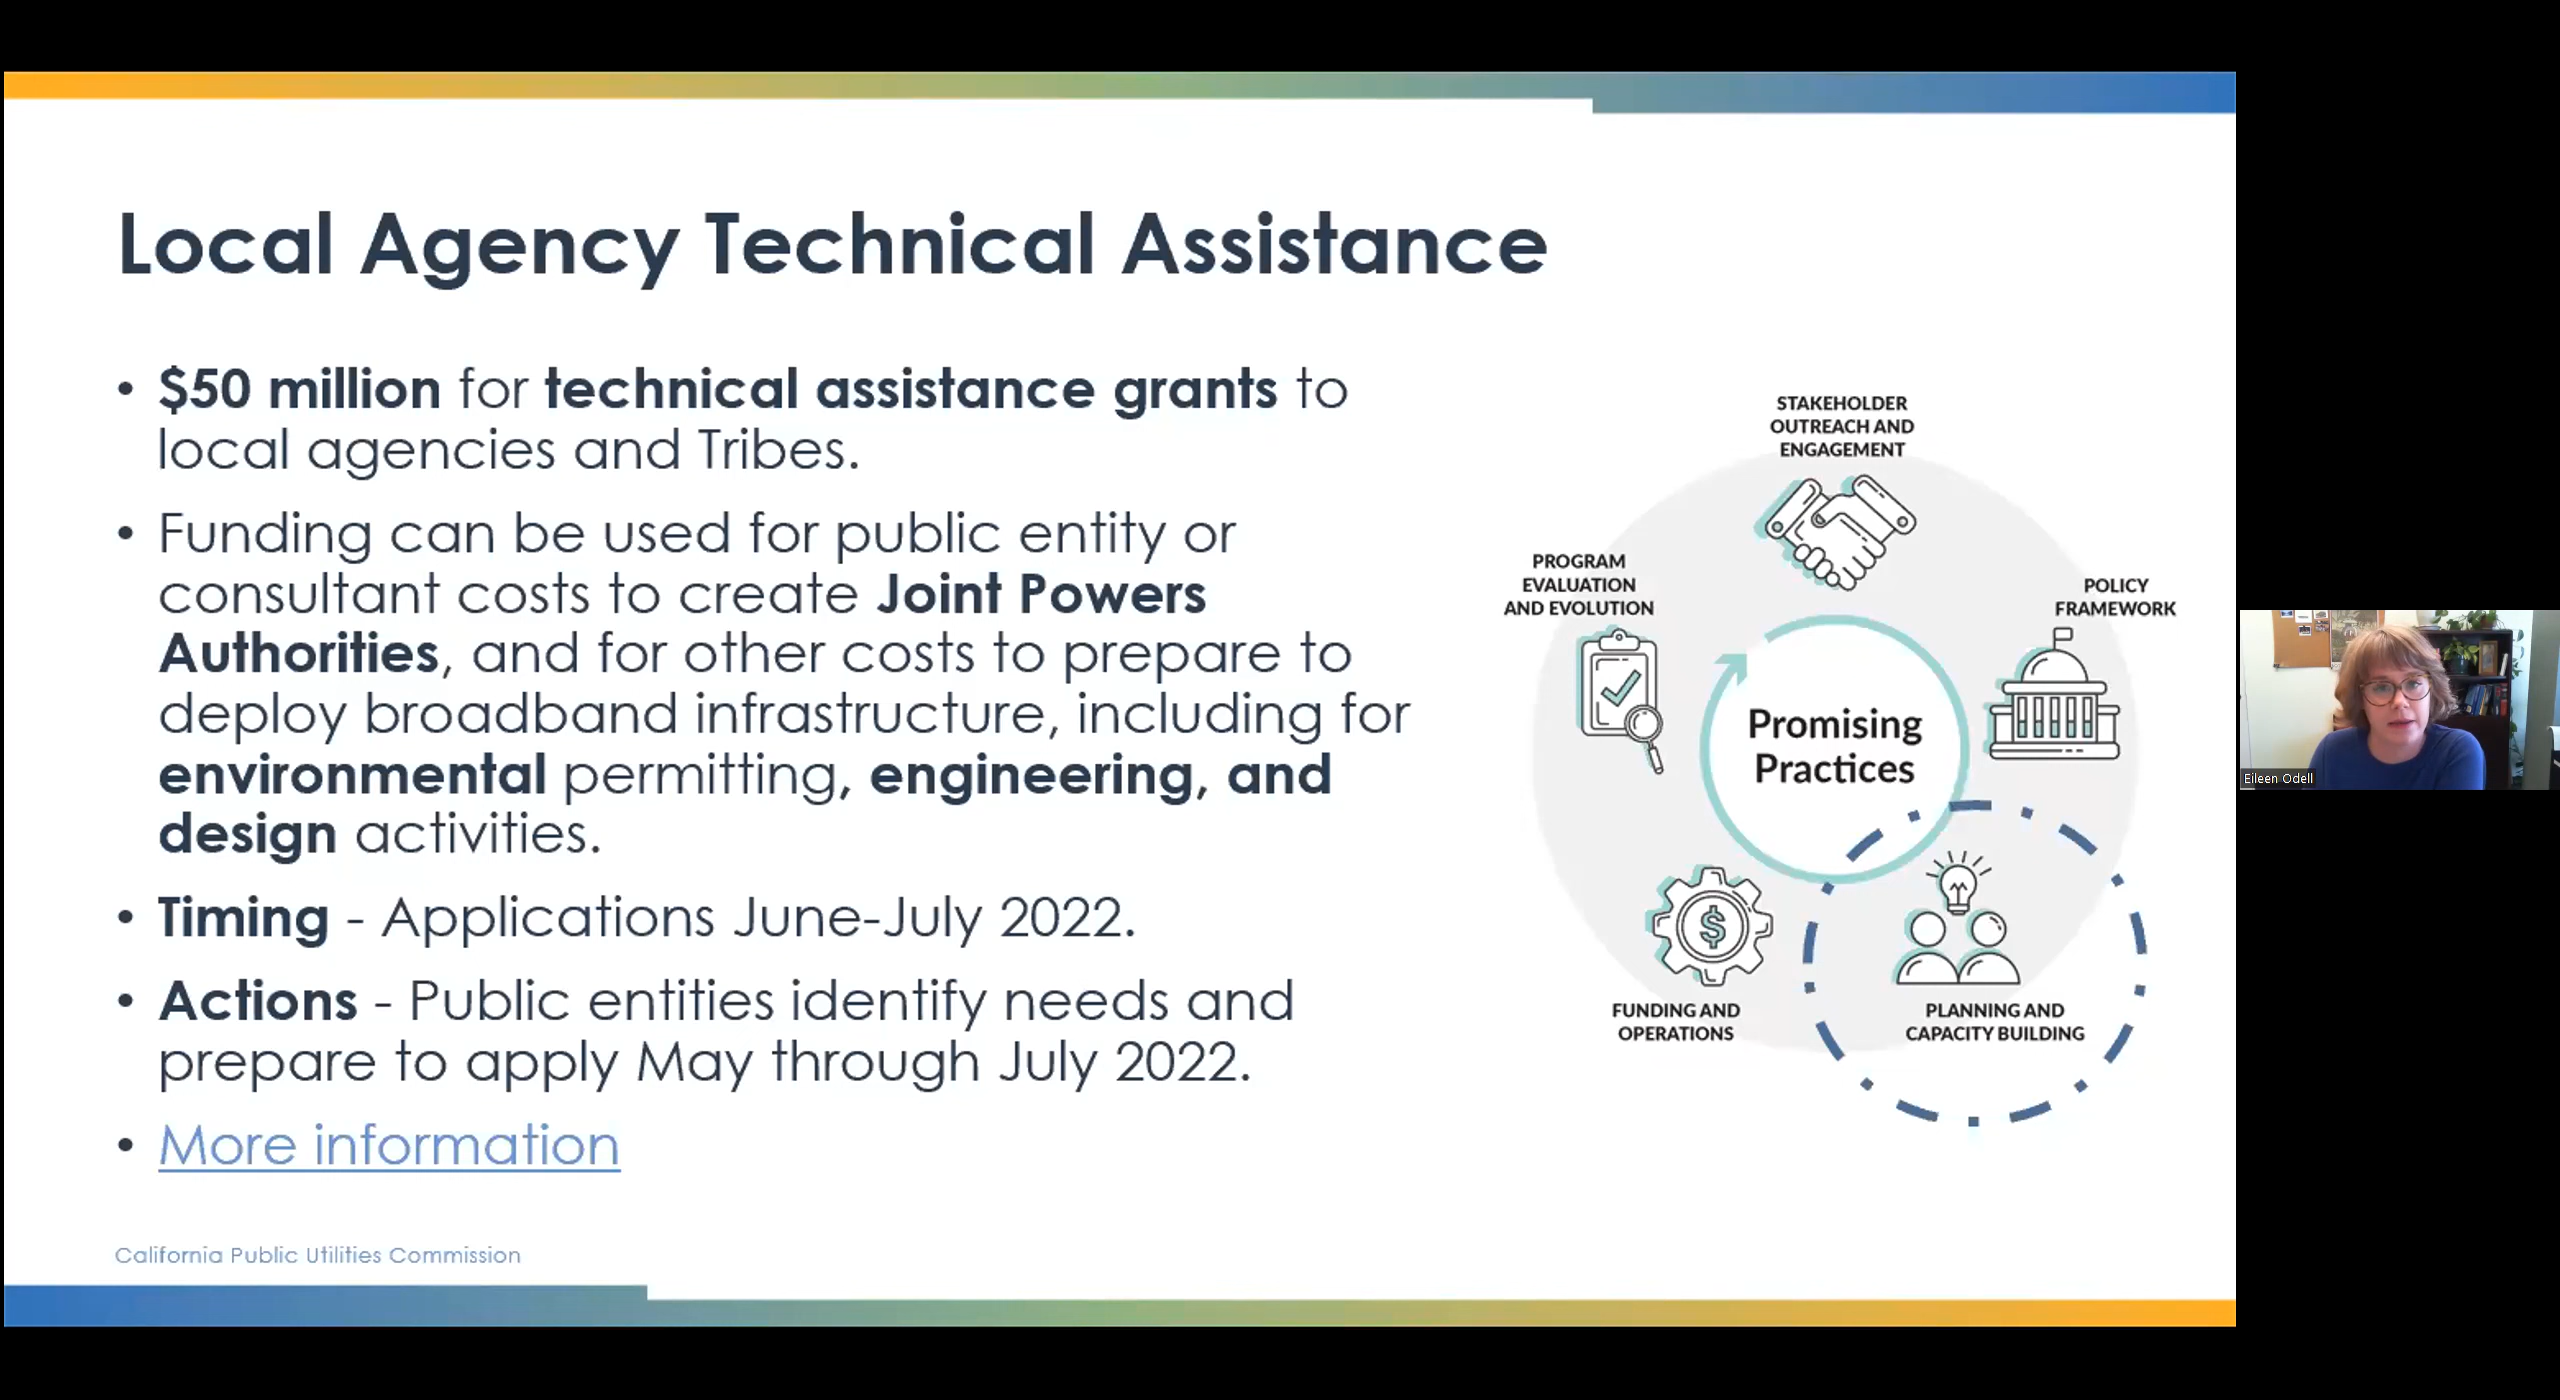 Local Agency Technical Assistance
• $50 million for technical assistance grants to
local agencies and Tribes.
• Funding can be used for public entity or
consultant costs to create Joint Powers
Authorities, and for other costs to prepare to
deploy broadband infrastructure, including for
environmental permitting, engineering, and
design activities.
• Timing - Applications June-July 2022.
• Actions - Public entities identify needs and
prepare to apply May through July 2022.
• More information
California Public Utilities Commission
STAKEHOLDER
OUTREACH AND
ENGAGEMENT
PROGRAM
EVALUATION
AND EVOLUTION
POLICY
FRAMEWORK
Promising
Practices
$
FUNDING AND
OPERATIONS
PLANNING AND
CAPACITY BUILDING
Eileen Odell